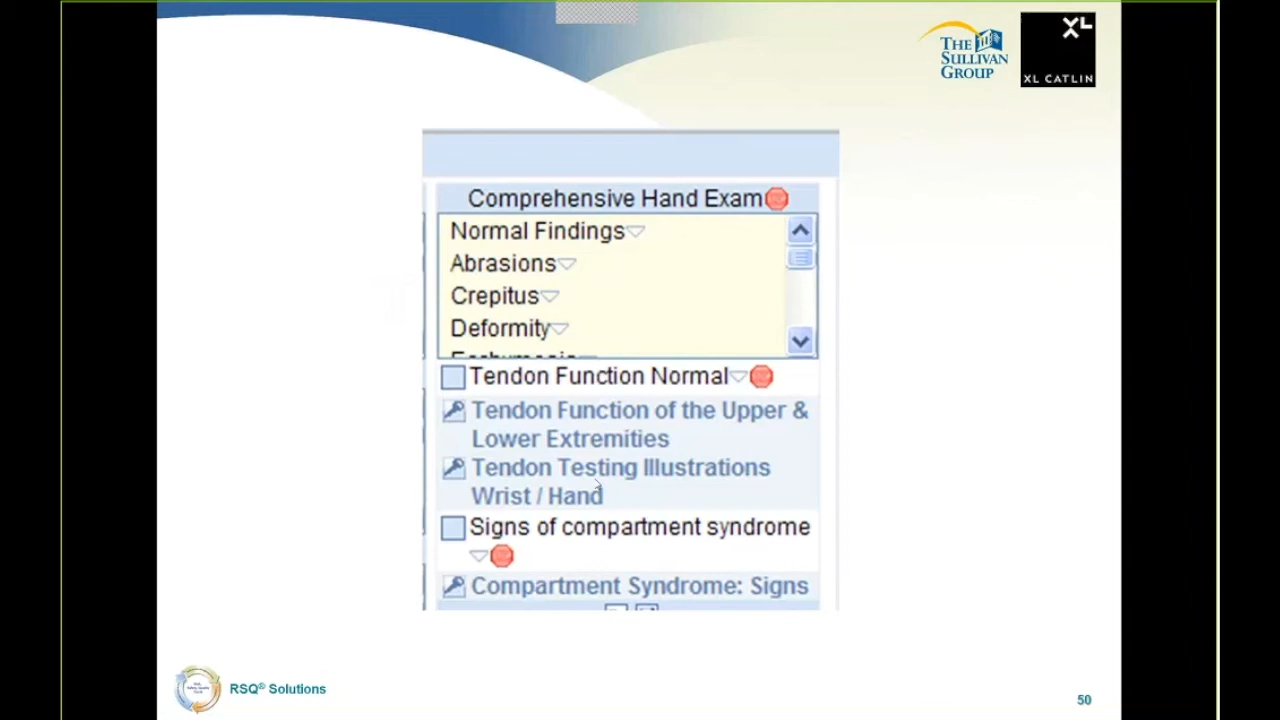 THE
SULLIVAN
GROUP
XL
XL CATLIN
Comprehensive Hand Exam
Normal Findings
Abrasions
Crepitus
Deformity
Tendon Function Normal
Tendon Function of the Upper &
Lower Extremities
Tendon Testing Illustrations
Wrist / Hand
Signs of compartment syndrome
Compartment Syndrome: Signs
RSQ® Solutions
50